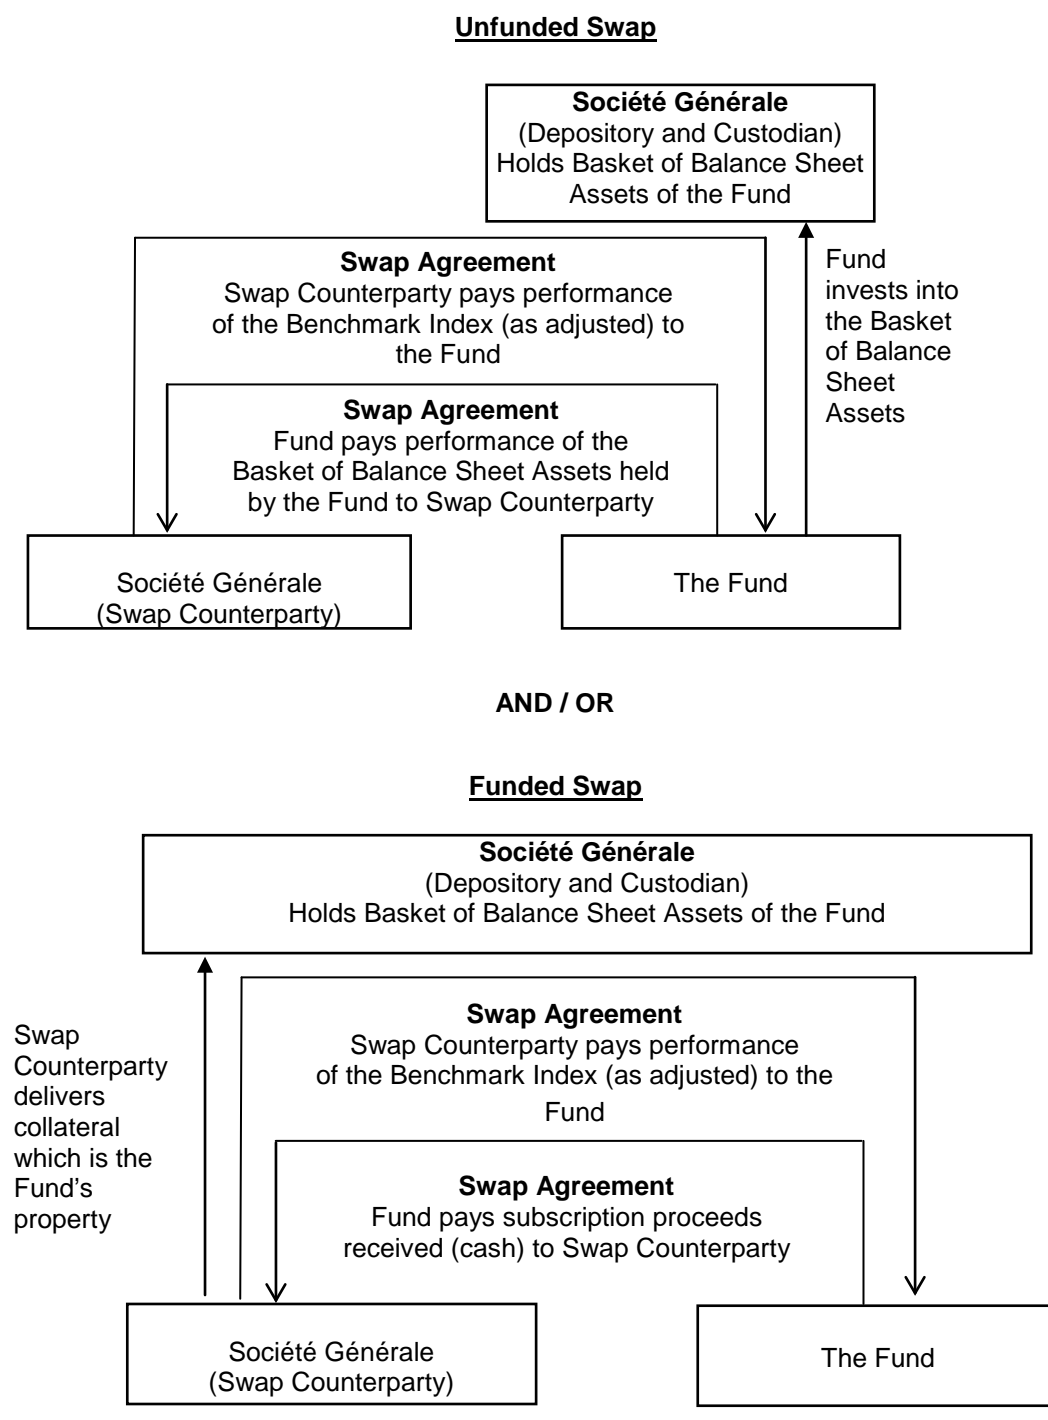 Unfunded Swap
Société Générale
(Depository and Custodian)
Holds Basket of Balance Sheet
Assets of the Fund
Swap Agreement
Swap Counterparty pays performance
of the Benchmark Index (as adjusted) to
the Fund
Fund
invests into
the Basket
of Balance
Sheet
Assets
Swap Agreement
Fund pays performance of the
Basket of Balance Sheet Assets held
by the Fund to Swap Counterparty
Société Générale
(Swap Counterparty)
The Fund
AND / OR
Funded Swap
Société Générale
(Depository and Custodian)
Holds Basket of Balance Sheet Assets of the Fund
Swap
Counterparty
delivers
collateral
which is the
Fund's
property
Swap Agreement
Swap Counterparty pays performance
of the Benchmark Index (as adjusted) to the
Fund
Swap Agreement
Fund pays subscription proceeds
received (cash) to Swap Counterparty
Société Générale
(Swap Counterparty)
The Fund